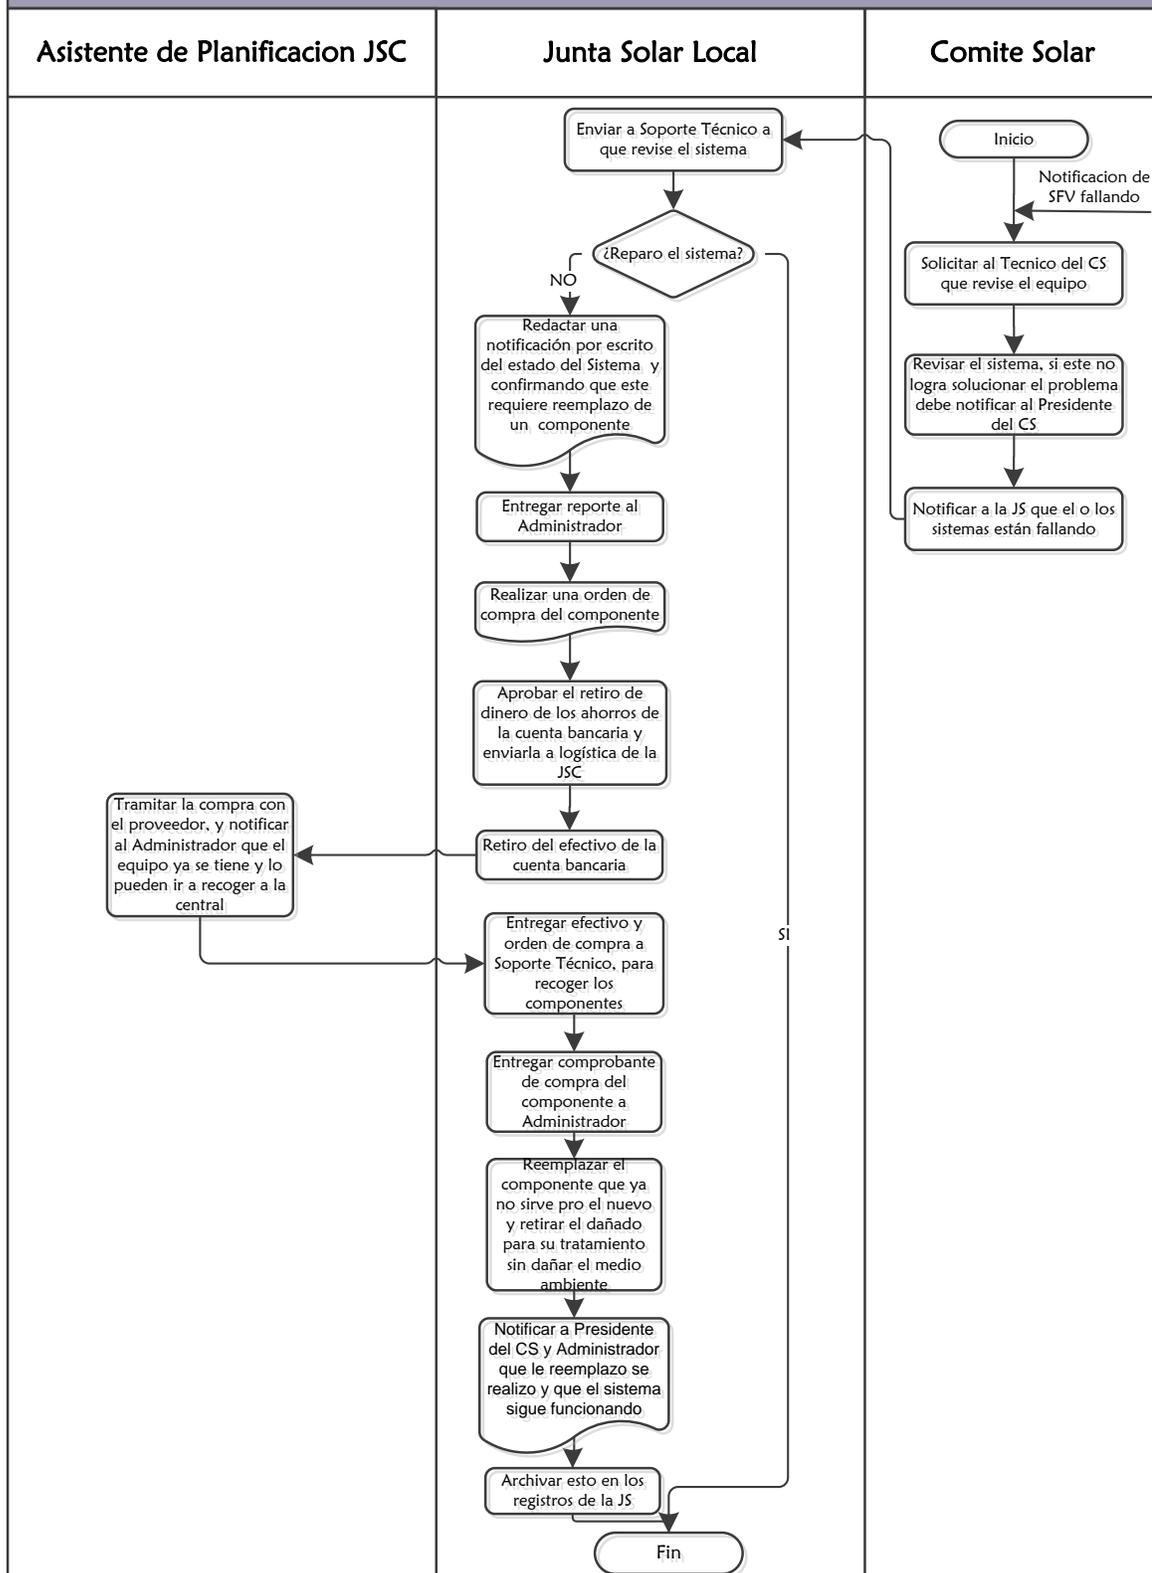 Asistente de Planificacion JSC
Junta Solar Local
Comite Solar
Inicio
Notificacion de
SFV fallando
Solicitar al Tecnico del CS
que revise el equipo
Revisar el sistema, si este no
logra solucionar el problema
debe notificar al Presidente
del CS
Notificar a la JS que el o los
sistemas están fallando
Enviar a Soporte Técnico a
que revise el sistema
¿Reparo el sistema?
NO
Redactar una
notificación por escrito
del estado del Sistema y
confirmando que este
requiere reemplazo de
un componente
Entregar reporte al
Administrador
Realizar una orden de
compra del componente
Aprobar el retiro de
dinero de los ahorros de
la cuenta bancaria y
enviarla a logística de la
JSC
Retiro del efectivo de la
cuenta bancaria
Tramitar la compra con
el proveedor, y notificar
al Administrador que el
equipo ya se tiene y lo
pueden ir a recoger a la
central
Entregar efectivo y
orden de compra a
Soporte Técnico, para
recoger los
componentes
SI
Entregar comprobante
de compra del
componente a
Administrador
Reemplazar el
componente que ya
no sirve pro el nuevo
y retirar el dañado
para su tratamiento
sin dañar el medio
ambiente
Notificar a Presidente
del CS y Administrador
que le reemplazo se
realizo y que el sistema
sigue funcionando
Archivar esto en los
registros de la JS
Fin